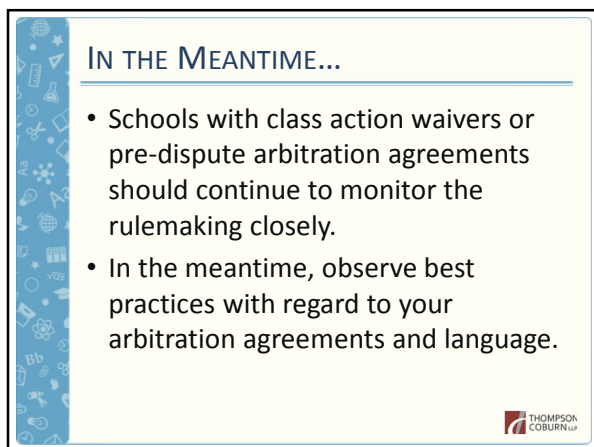 IN THE MEANTIME...
• Schools with class action waivers or
pre-dispute arbitration agreements
should continue to monitor the
rulemaking closely.
• In the meantime, observe best
practices with regard to your
arbitration agreements and language.
THOMPSON
COBURN LLP